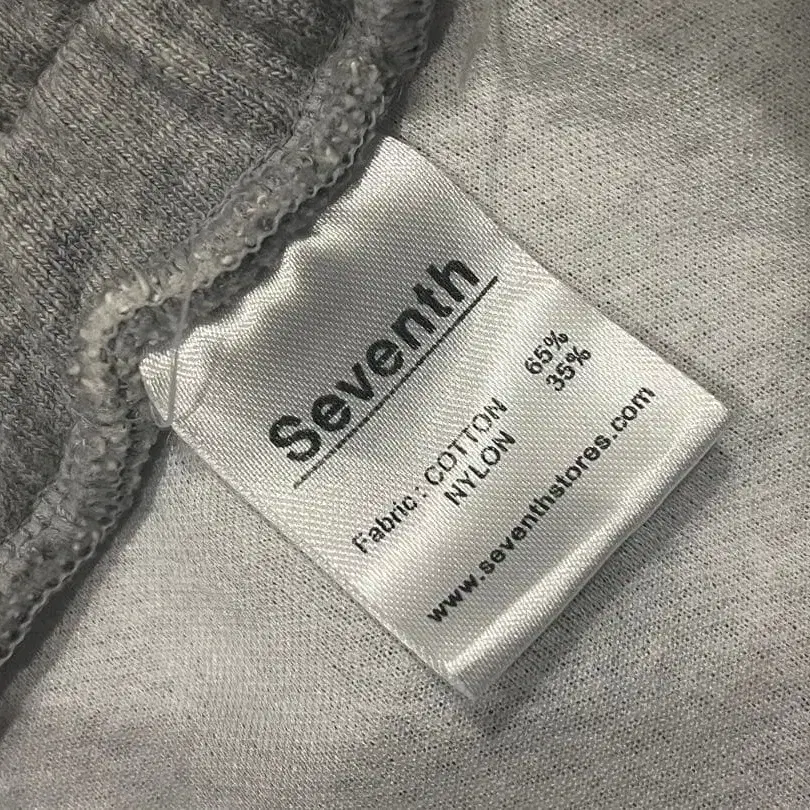 Seventh
Fabric : COTTON 65%
NYLON 35%
www.seventhstores.com